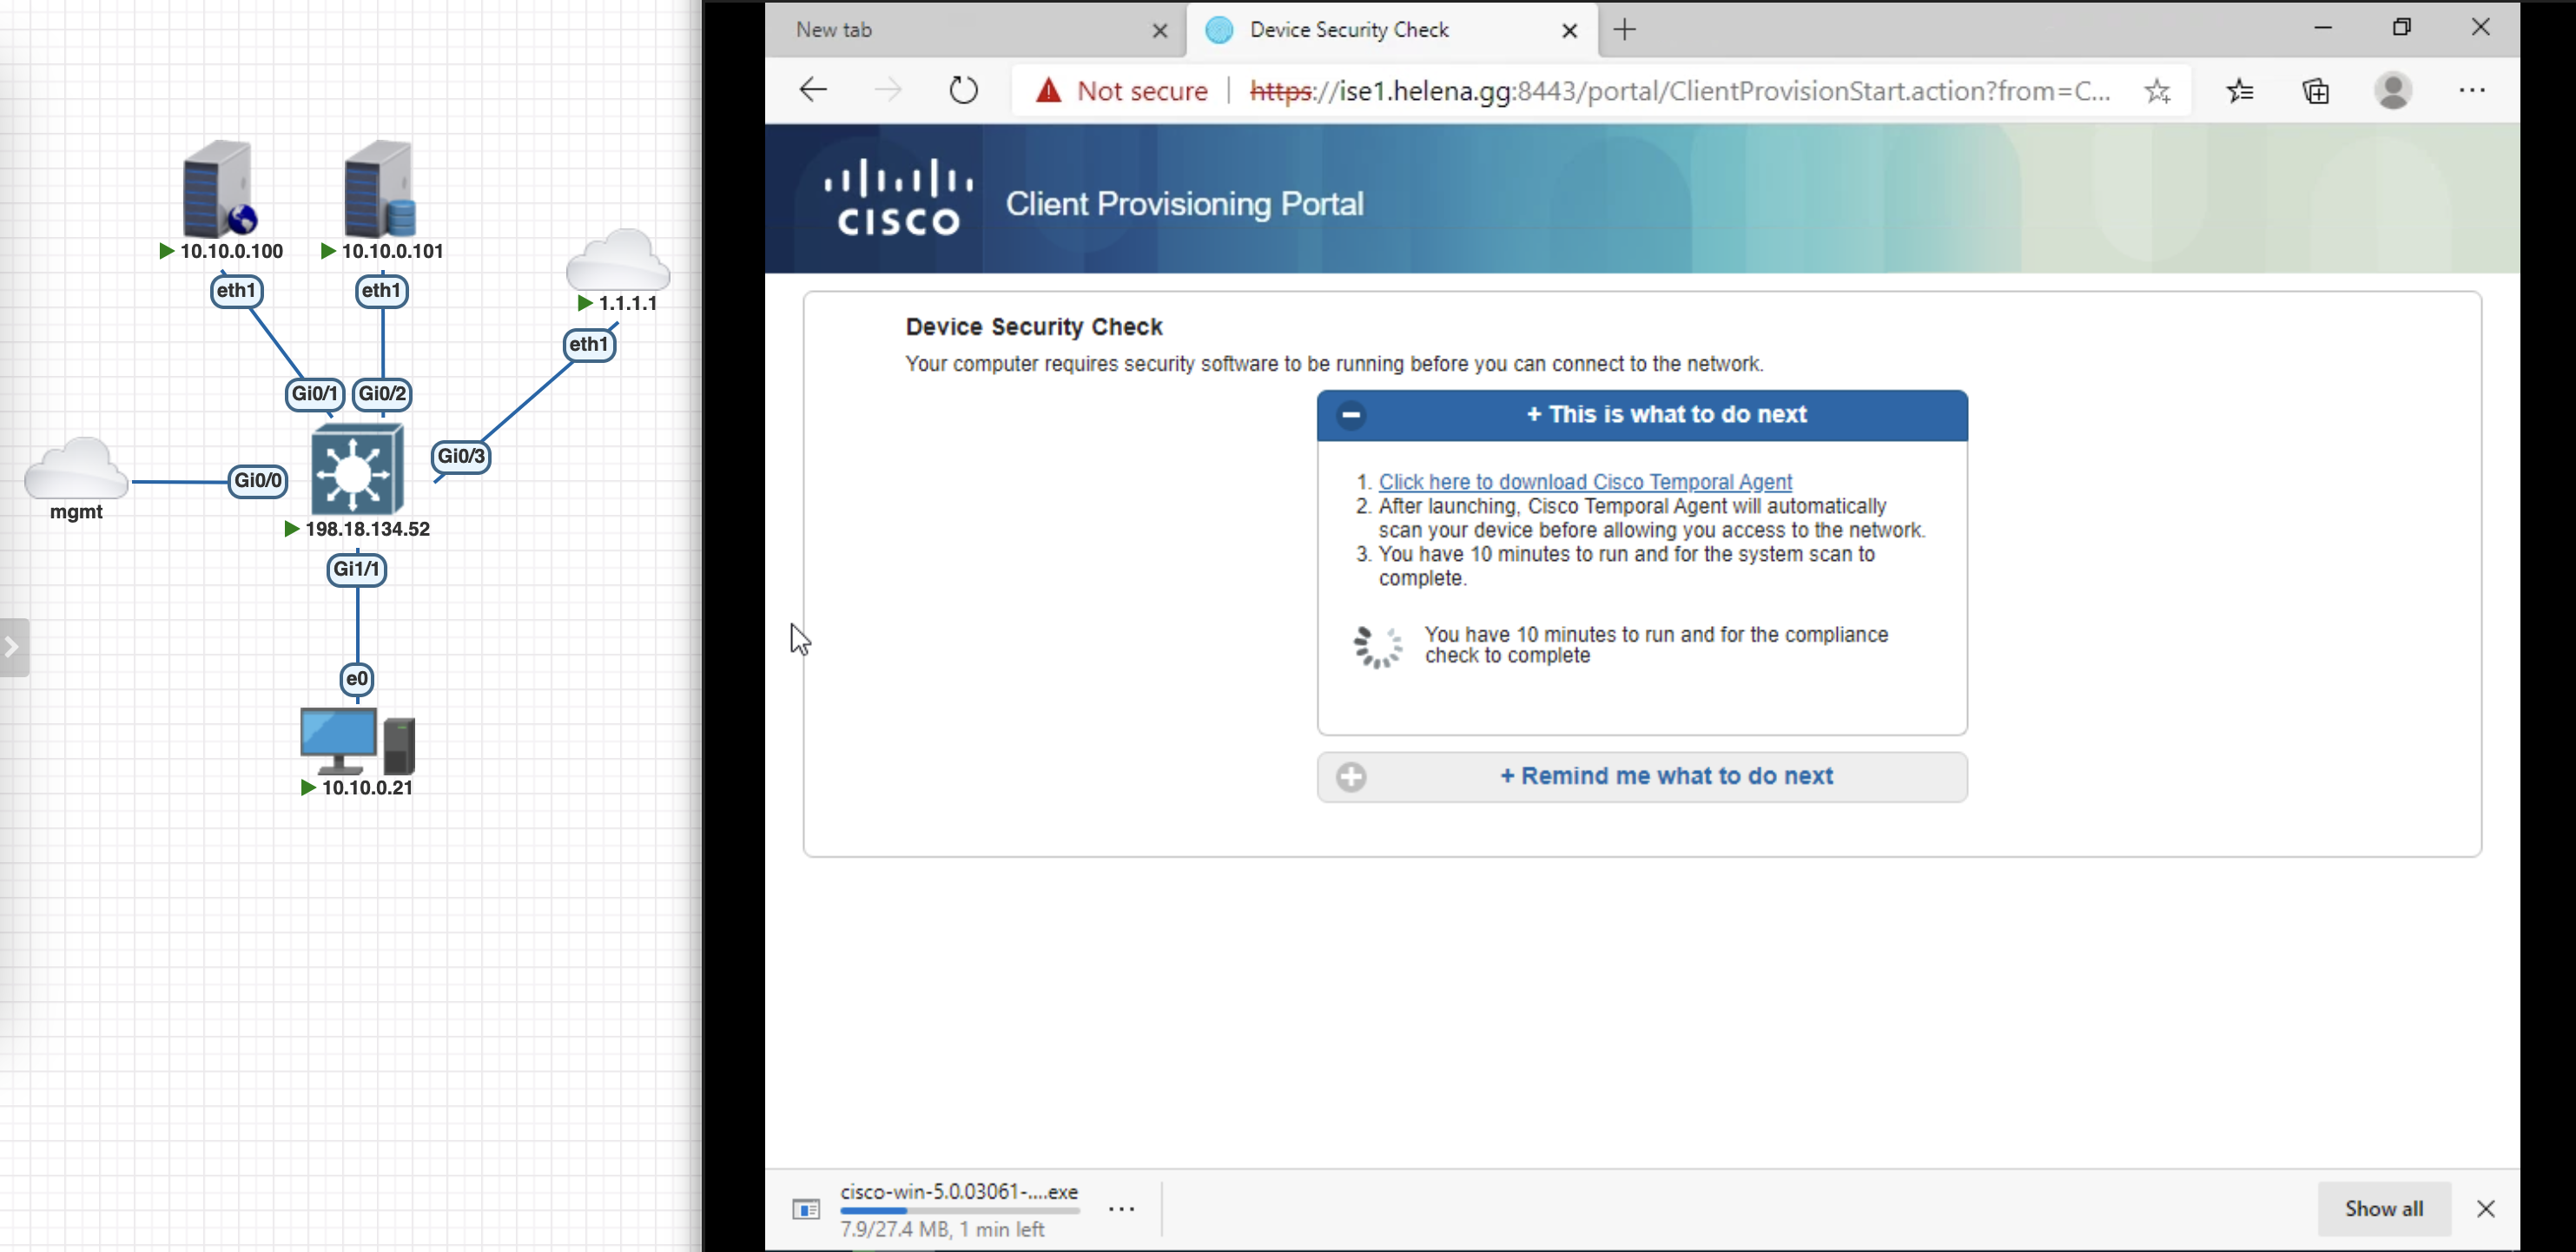 10.10.0.100
10.10.0.101
eth1
eth1
1.1.1.1
eth1
Gi0/1
Gi0/2
Gi0/3
Gi0/0
mgmt
198.18.134.52
Gi1/1
e0
10.10.0.21
New tab
Device Security Check
Not secure
https://ise1.helena.gg:8443/portal/ClientProvisionStart.action?from=C...
CISCO
Client Provisioning Portal
Device Security Check
Your computer requires security software to be running before you can connect to the network.
+ This is what to do next
1. Click here to download Cisco Temporal Agent
2. After launching, Cisco Temporal Agent will automatically
scan your device before allowing you access to the network.
3. You have 10 minutes to run and for the system scan to
complete.
You have 10 minutes to run and for the compliance
check to complete
+ Remind me what to do next
cisco-win-5.0.03061-....exe
7.9/27.4 MB, 1 min left
Show all